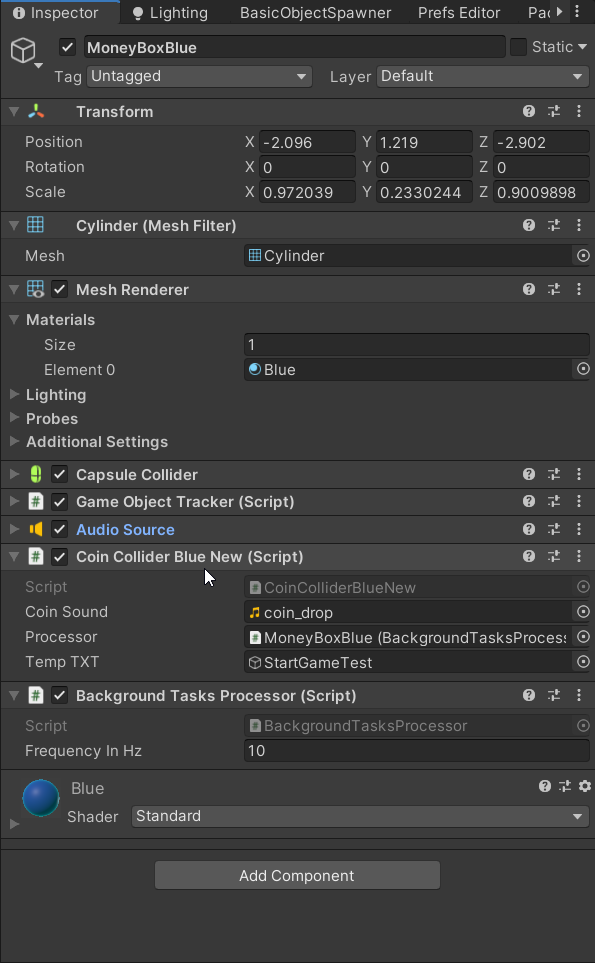 Inspector Lighting BasicObjectSpawner Prefs Editor Pac
MoneyBoxBlue Static
Tag Untagged Layer Default
Transform
Position X -2.096 Y 1.219 Z -2.902
Rotation X 0 Y 0 Z 0
Scale X 0.972039 Y 0.2330244 Z 0.9009898
Cylinder (Mesh Filter)
Mesh Cylinder
Mesh Renderer
Materials
Size 1
Element 0 Blue
Lighting
Probes
Additional Settings
Capsule Collider
# Game Object Tracker (Script)
Audio Source
# Coin Collider Blue New (Script)
Script # CoinColliderBlueNew
Coin Sound coin_drop
Processor # MoneyBoxBlue (BackgroundTasksProcess
Temp TXT StartGameTest
# Background Tasks Processor (Script)
Script # BackgroundTasksProcessor
Frequency In Hz 10
Blue
Shader Standard
Add Component